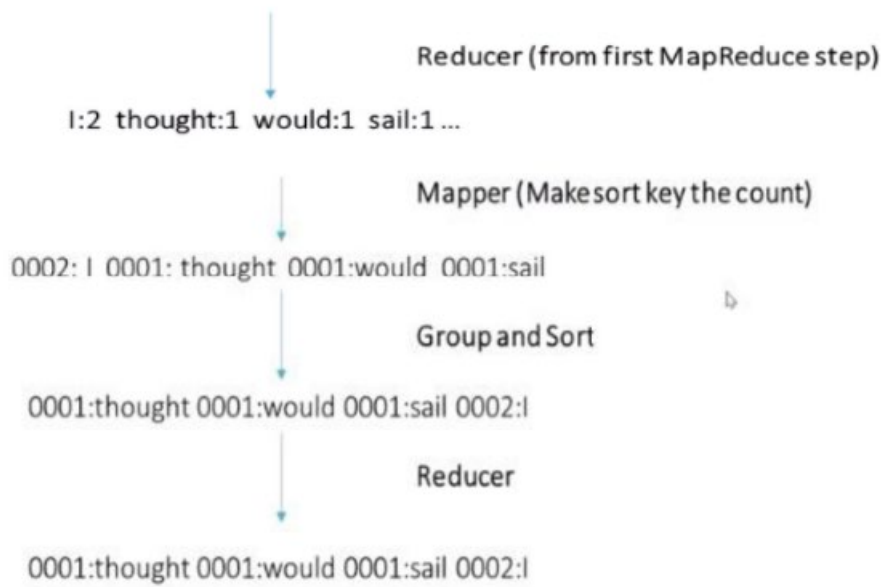 Reducer (from first MapReduce step)
I:2 thought:1 would:1 sail:1 ...
Mapper (Make sort key the count)
0002: I 0001: thought 0001:would 0001:sail
Group and Sort
0001:thought 0001:would 0001:sail 0002:I
Reducer
0001:thought 0001:would 0001:sail 0002:I